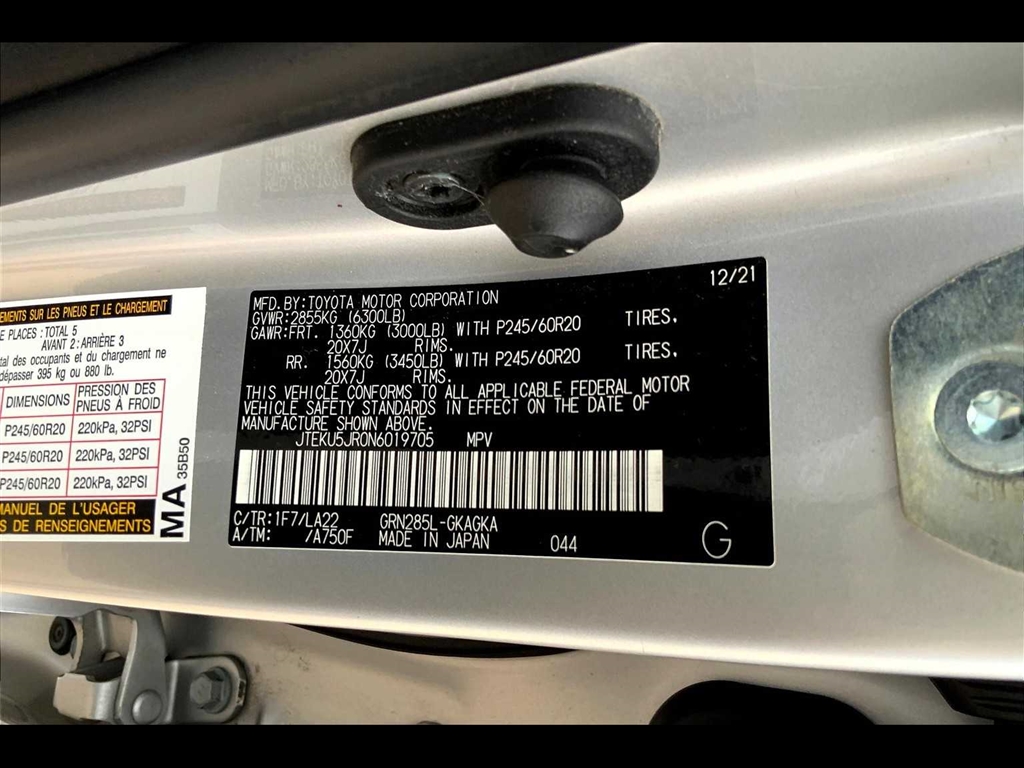 EMENTS SUR LES PNEUS ET LE CHARGEMENT
E PLACES : TOTAL 5
AVANT 2 : ARRIÈRE 3
tal des occupants et du chargement ne
dépasser 395 kg ou 880 lb.
DIMENSIONS PRESSION DES PNEUS À FROID
P245/60R20 220kPa, 32PSI
P245/60R20 220kPa, 32PSI
P245/60R20 220kPa, 32PSI
MANUEL DE L'USAGER
S DE RENSEIGNEMENTS
MA 35B50
12/21
MFD.BY:TOYOTA MOTOR CORPORATION
GVWR:2855KG (6300LB)
GAWR:FRT. 1360KG (3000LB) WITH P245/60R20 TIRES,
20X7J RIMS.
RR. 1560KG (3450LB) WITH P245/60R20 TIRES,
20X7J RIMS.
THIS VEHICLE CONFORMS TO ALL APPLICABLE FEDERAL MOTOR
VEHICLE SAFETY STANDARDS IN EFFECT ON THE DATE OF
MANUFACTURE SHOWN ABOVE.
JTEKU5JR0N6019705 MPV
C/TR:1F7/LA22 GRN285L-GKAGKA
A/TM: /A750F MADE IN JAPAN 044 G